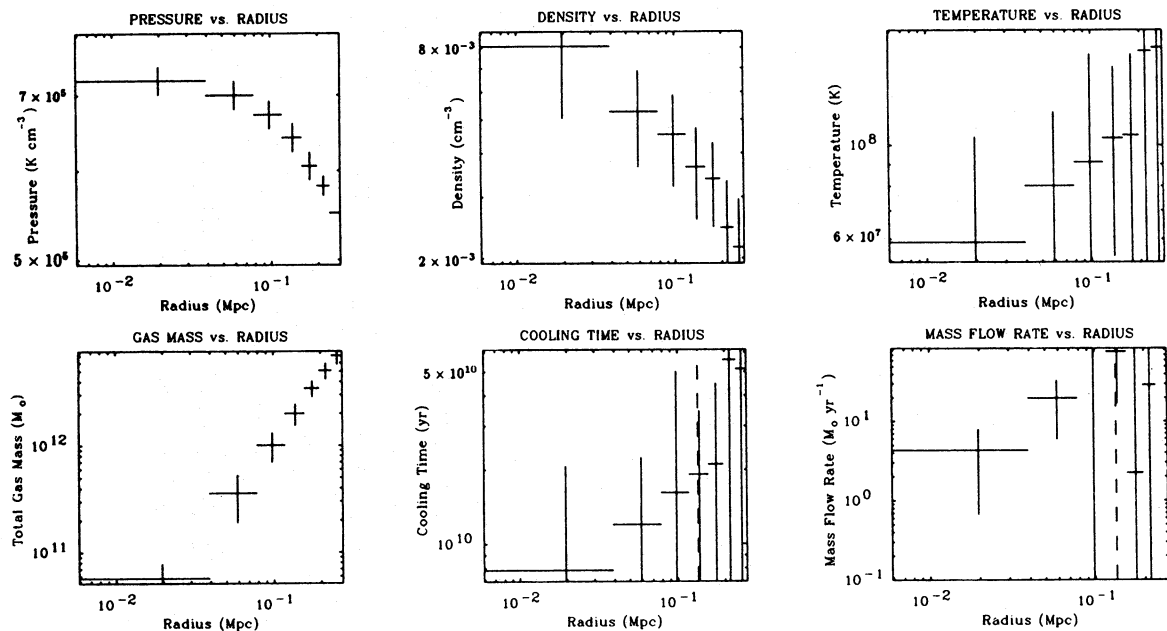 PRESSURE vs. RADIUS
7 × 10⁵
5 × 10⁵
Pressure (K cm⁻³)
10⁻² 10⁻¹
Radius (Mpc)
DENSITY vs. RADIUS
8 × 10⁻³
2 × 10⁻³
Density (cm⁻³)
10⁻² 10⁻¹
Radius (Mpc)
TEMPERATURE vs. RADIUS
10⁸
6 × 10⁷
Temperature (K)
10⁻² 10⁻¹
Radius (Mpc)
GAS MASS vs. RADIUS
10¹²
10¹¹
Total Gas Mass (M₀)
10⁻² 10⁻¹
Radius (Mpc)
COOLING TIME vs. RADIUS
5 × 10¹⁰
10¹⁰
Cooling Time (yr)
10⁻² 10⁻¹
Radius (Mpc)
MASS FLOW RATE vs. RADIUS
10¹
10⁰
10⁻¹
Mass Flow Rate (M₀ yr⁻¹)
10⁻² 10⁻¹
Radius (Mpc)